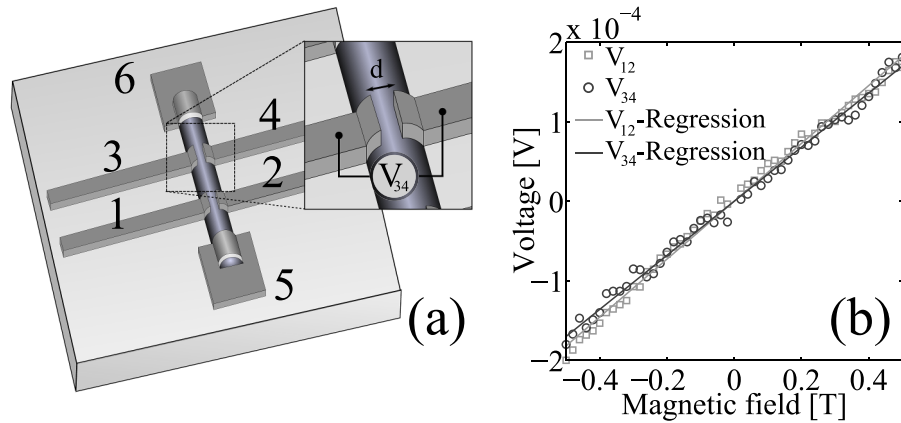 6
4
3
2
1
5
d
V34
(a)
x 10−4
2
1
0
−1
−2
Voltage [V]
V12
V34
V12-Regression
V34-Regression
(b)
−0.4 −0.2 0 0.2 0.4
Magnetic field [T]